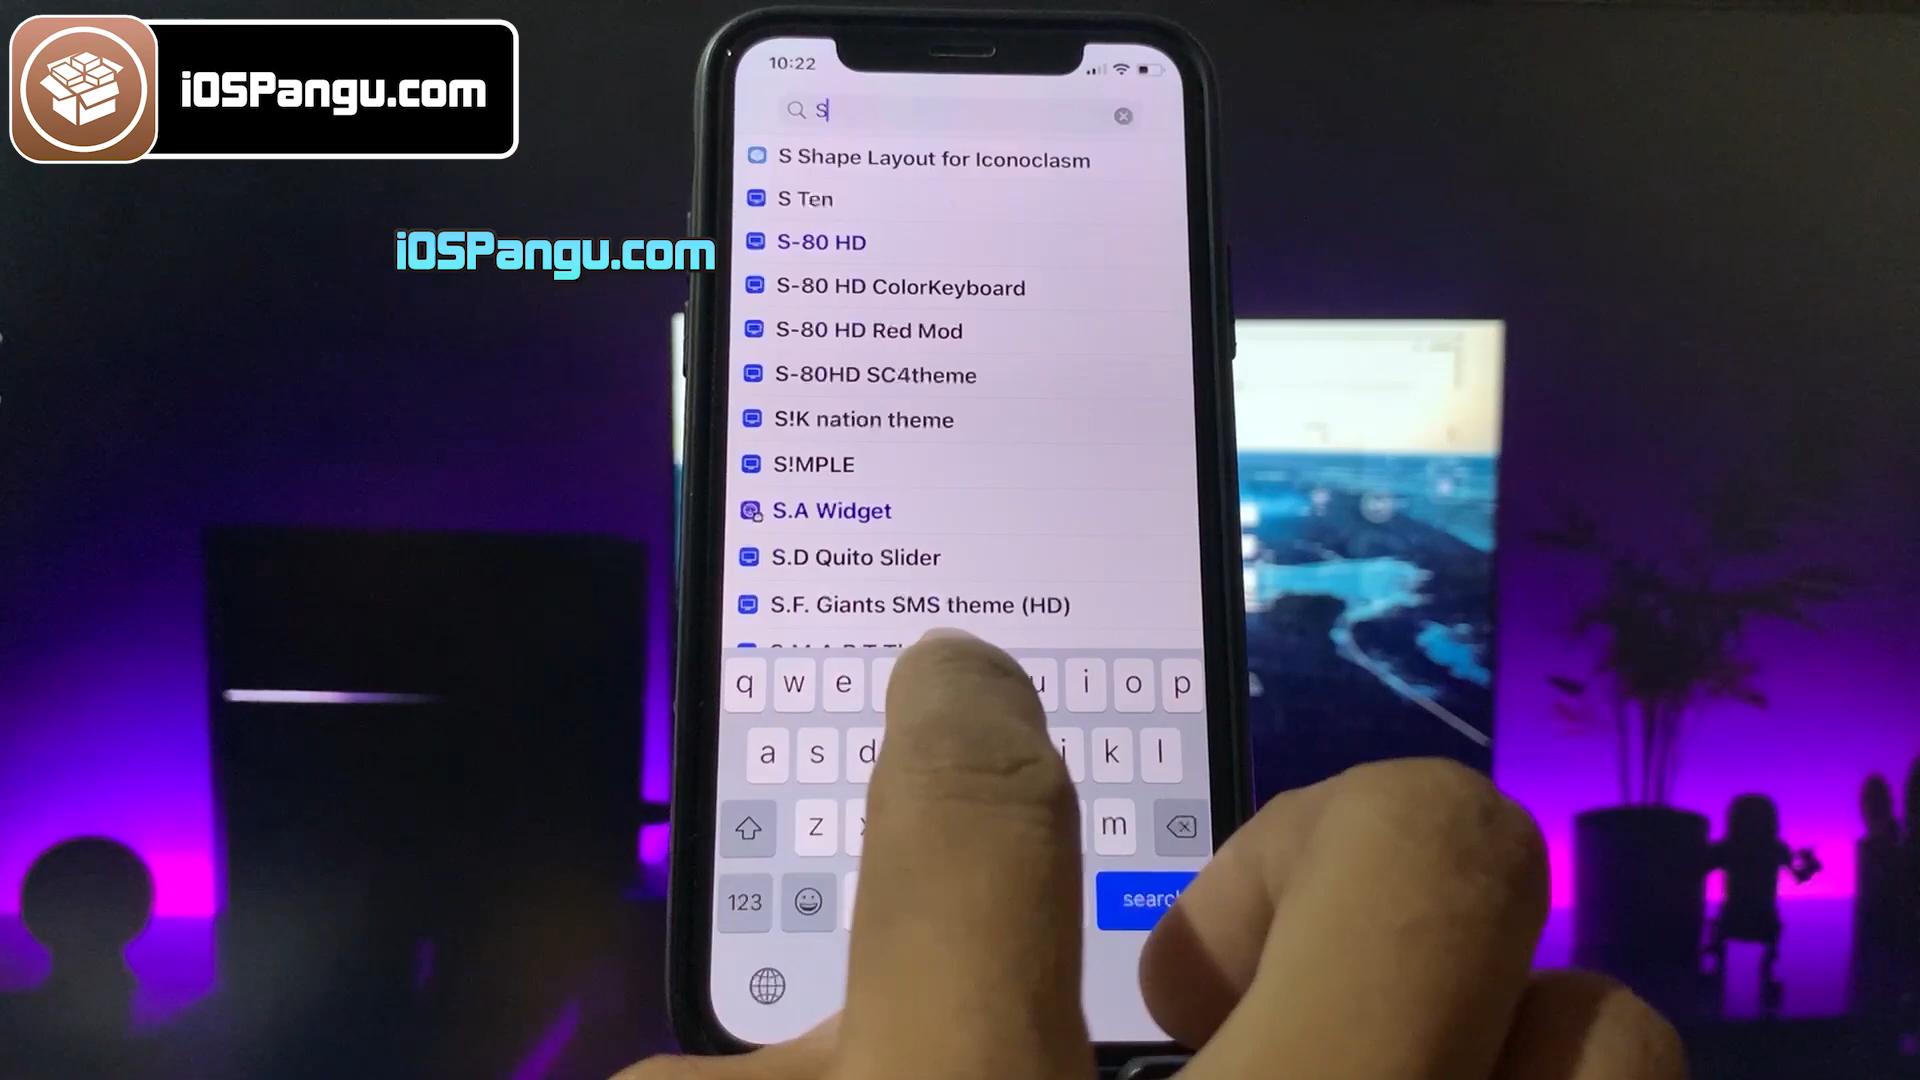 iOSPangu.com
10:22
S
S Shape Layout for Iconoclasm
iOSPangu.com
S Ten
S-80 HD
S-80 HD ColorKeyboard
S-80 HD Red Mod
S-80HD SC4theme
S!K nation theme
S!MPLE
S.A Widget
S.D Quito Slider
S.F. Giants SMS theme (HD)
q w e u i o p
a s d j k l
z m
123 search